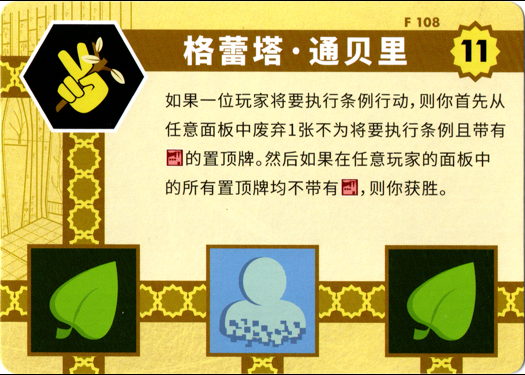 F 108
格蕾塔·通贝里
11
如果一位玩家将要执行条例行动,则你首先从
任意面板中废弃1张不为将要执行条例且带有
的置顶牌。然后如果在任意玩家的面板中
的所有置顶牌均不带有 ,则你获胜。